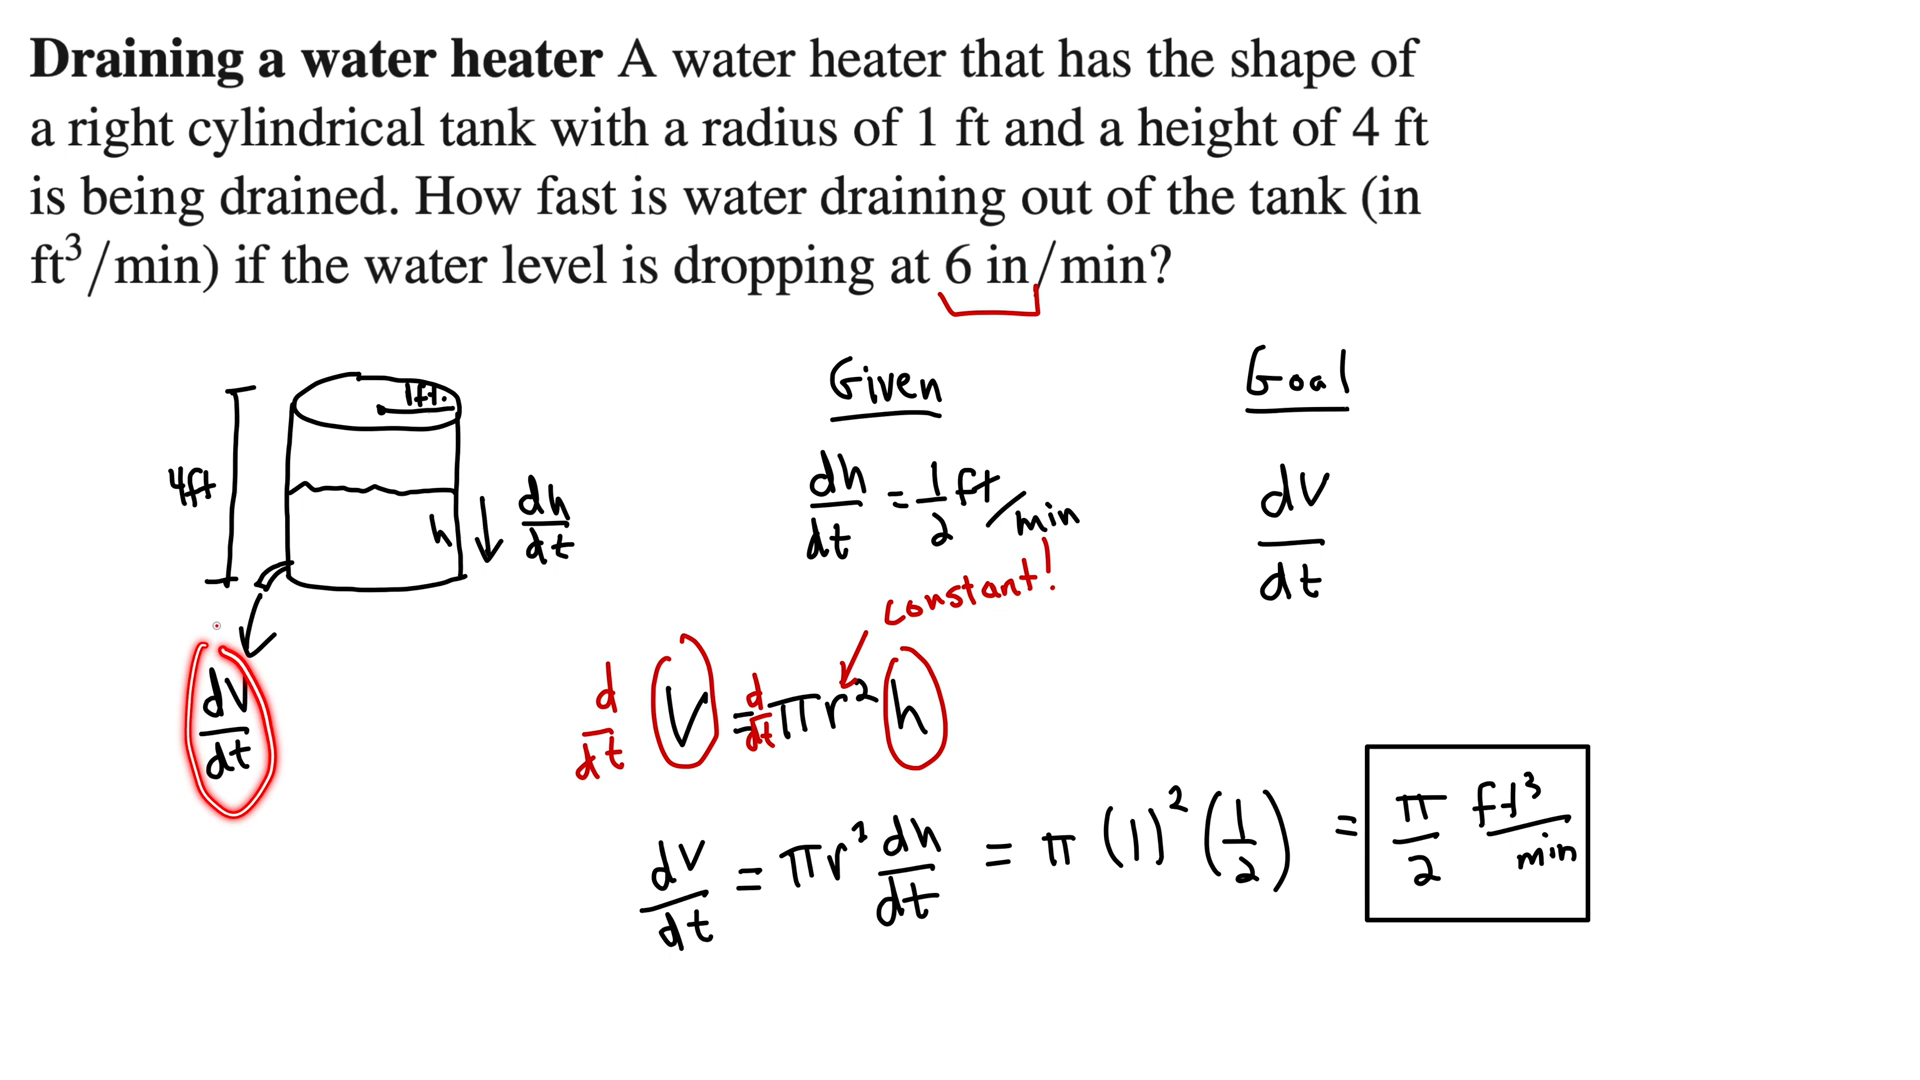 Draining a water heater A water heater that has the shape of
a right cylindrical tank with a radius of 1 ft and a height of 4 ft
is being drained. How fast is water draining out of the tank (in
ft³/min) if the water level is dropping at 6 in/min?
Given
Goal
1ft.
4ft
h
dh/dt
dh/dt = 1/2 ft/min
dV/dt
constant!
dV/dt
d/dt V = d/dt πr²h
dV/dt = πr² dh/dt = π(1)²(1/2) = π/2 ft³/min